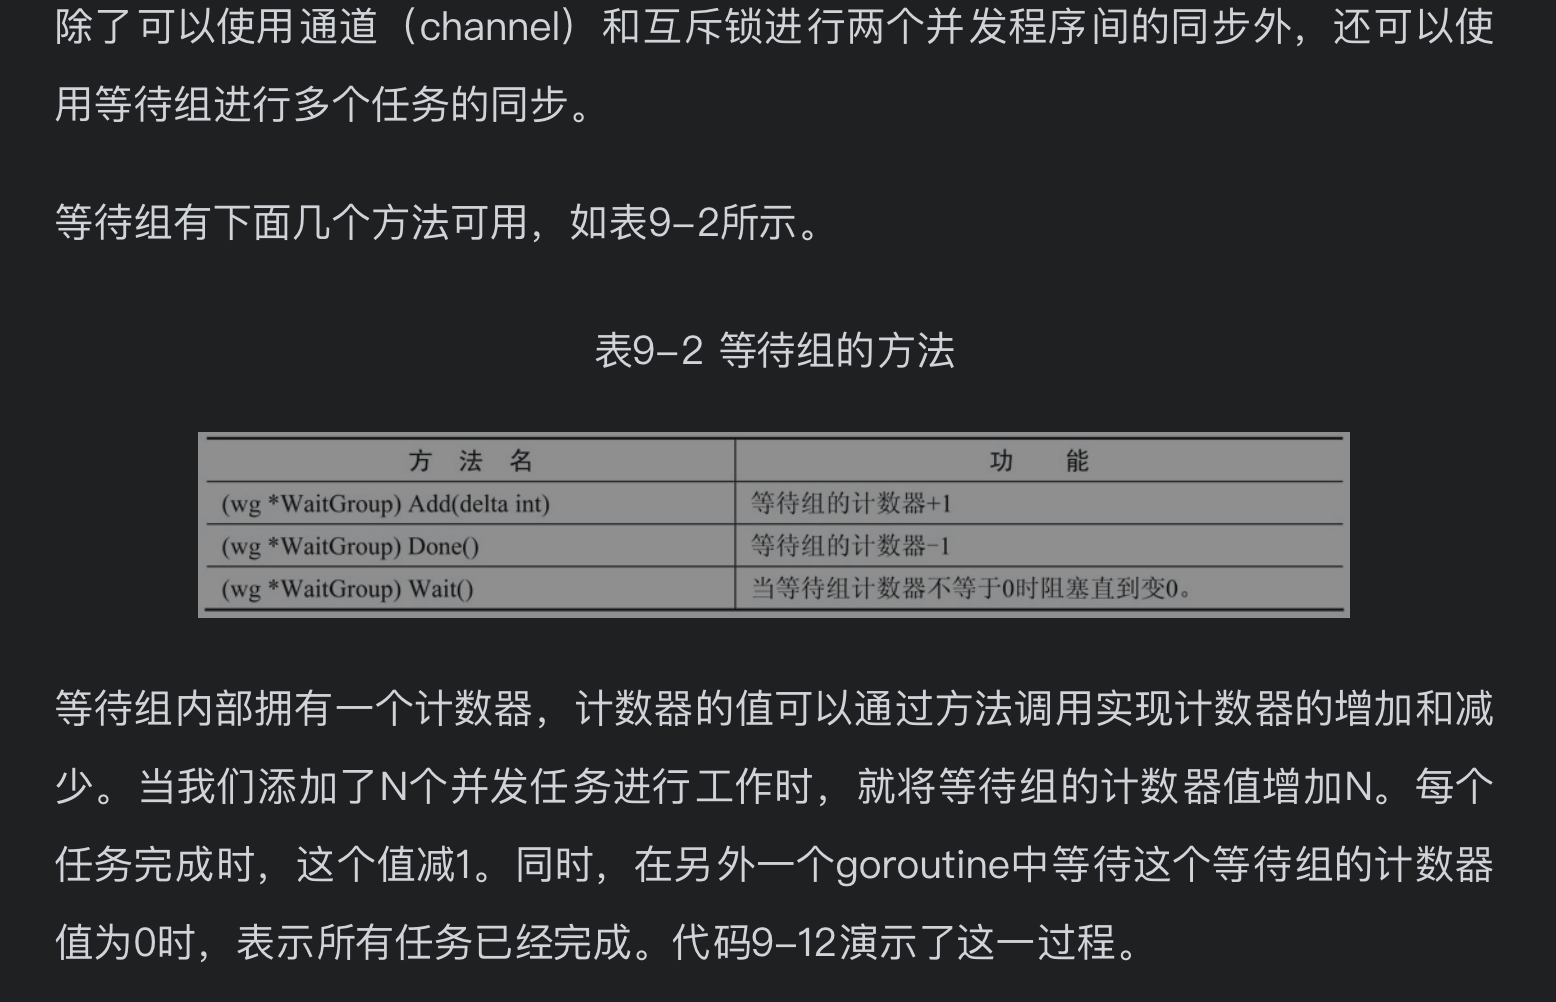 除了可以使用通道（channel）和互斥锁进行两个并发程序间的同步外，还可以使
用等待组进行多个任务的同步。
等待组有下面几个方法可用，如表9-2所示。
表9-2 等待组的方法
方 法 名 功 能
(wg *WaitGroup) Add(delta int) 等待组的计数器+1
(wg *WaitGroup) Done() 等待组的计数器-1
(wg *WaitGroup) Wait() 当等待组计数器不等于0时阻塞直到变0。
等待组内部拥有一个计数器，计数器的值可以通过方法调用实现计数器的增加和减
少。当我们添加了N个并发任务进行工作时，就将等待组的计数器值增加N。每个
任务完成时，这个值减1。同时，在另外一个goroutine中等待这个等待组的计数器
值为0时，表示所有任务已经完成。代码9-12演示了这一过程。